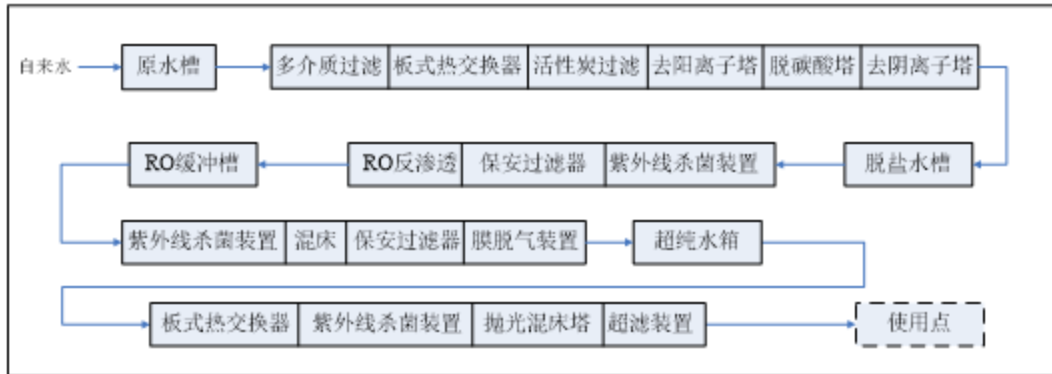 自来水 原水槽 多介质过滤 板式热交换器 活性炭过滤 去阳离子塔 脱碳酸塔 去阴离子塔
RO缓冲槽 RO反渗透 保安过滤器 紫外线杀菌装置 脱盐水槽
紫外线杀菌装置 混床 保安过滤器 膜脱气装置 超纯水箱
板式热交换器 紫外线杀菌装置 抛光混床塔 超滤装置 使用点